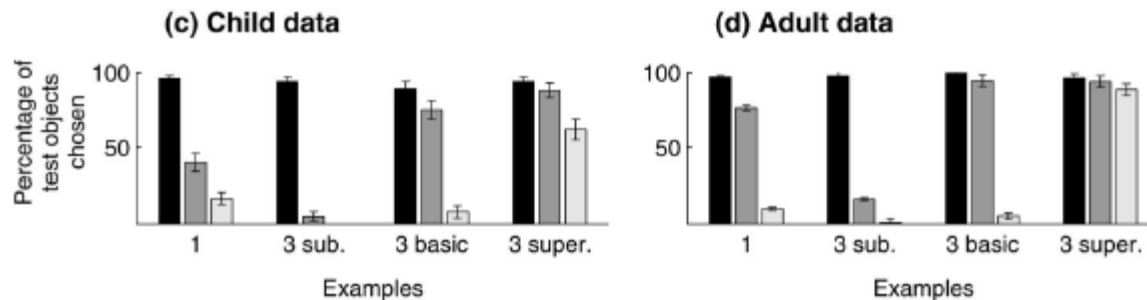 (c) Child data
Percentage of
test objects
chosen
100
50
1 3 sub. 3 basic 3 super.
Examples
(d) Adult data
100
50
1 3 sub. 3 basic 3 super.
Examples